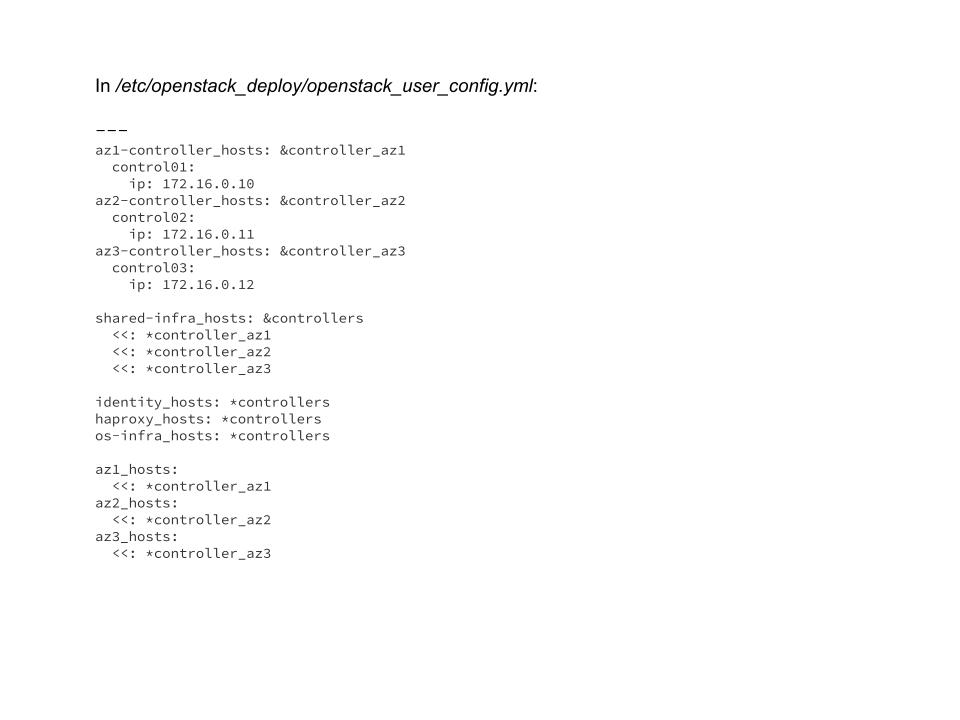 In /etc/openstack_deploy/openstack_user_config.yml:
---
az1-controller_hosts: &controller_az1
  control01:
    ip: 172.16.0.10
az2-controller_hosts: &controller_az2
  control02:
    ip: 172.16.0.11
az3-controller_hosts: &controller_az3
  control03:
    ip: 172.16.0.12
shared-infra_hosts: &controllers
  <<: *controller_az1
  <<: *controller_az2
  <<: *controller_az3
identity_hosts: *controllers
haproxy_hosts: *controllers
os-infra_hosts: *controllers
az1_hosts:
  <<: *controller_az1
az2_hosts:
  <<: *controller_az2
az3_hosts:
  <<: *controller_az3